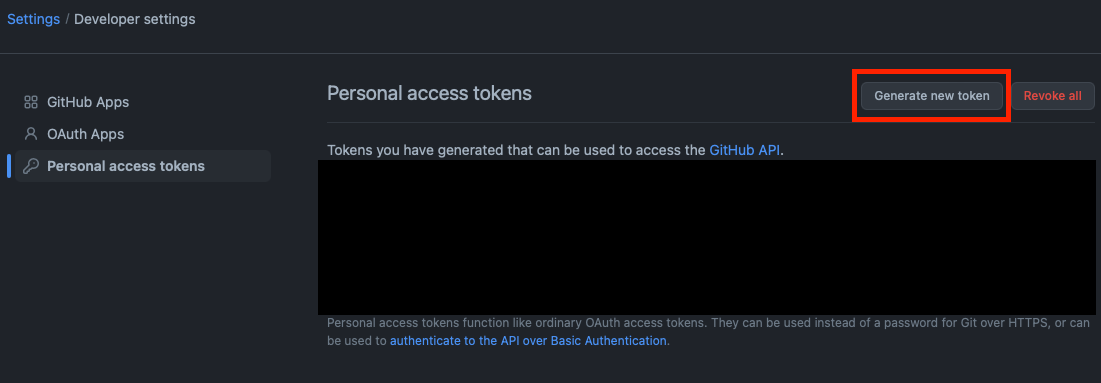 Settings / Developer settings
GitHub Apps
OAuth Apps
Personal access tokens
Personal access tokens
Generate new token
Revoke all
Tokens you have generated that can be used to access the GitHub API.
Personal access tokens function like ordinary OAuth access tokens. They can be used instead of a password for Git over HTTPS, or can
be used to authenticate to the API over Basic Authentication.